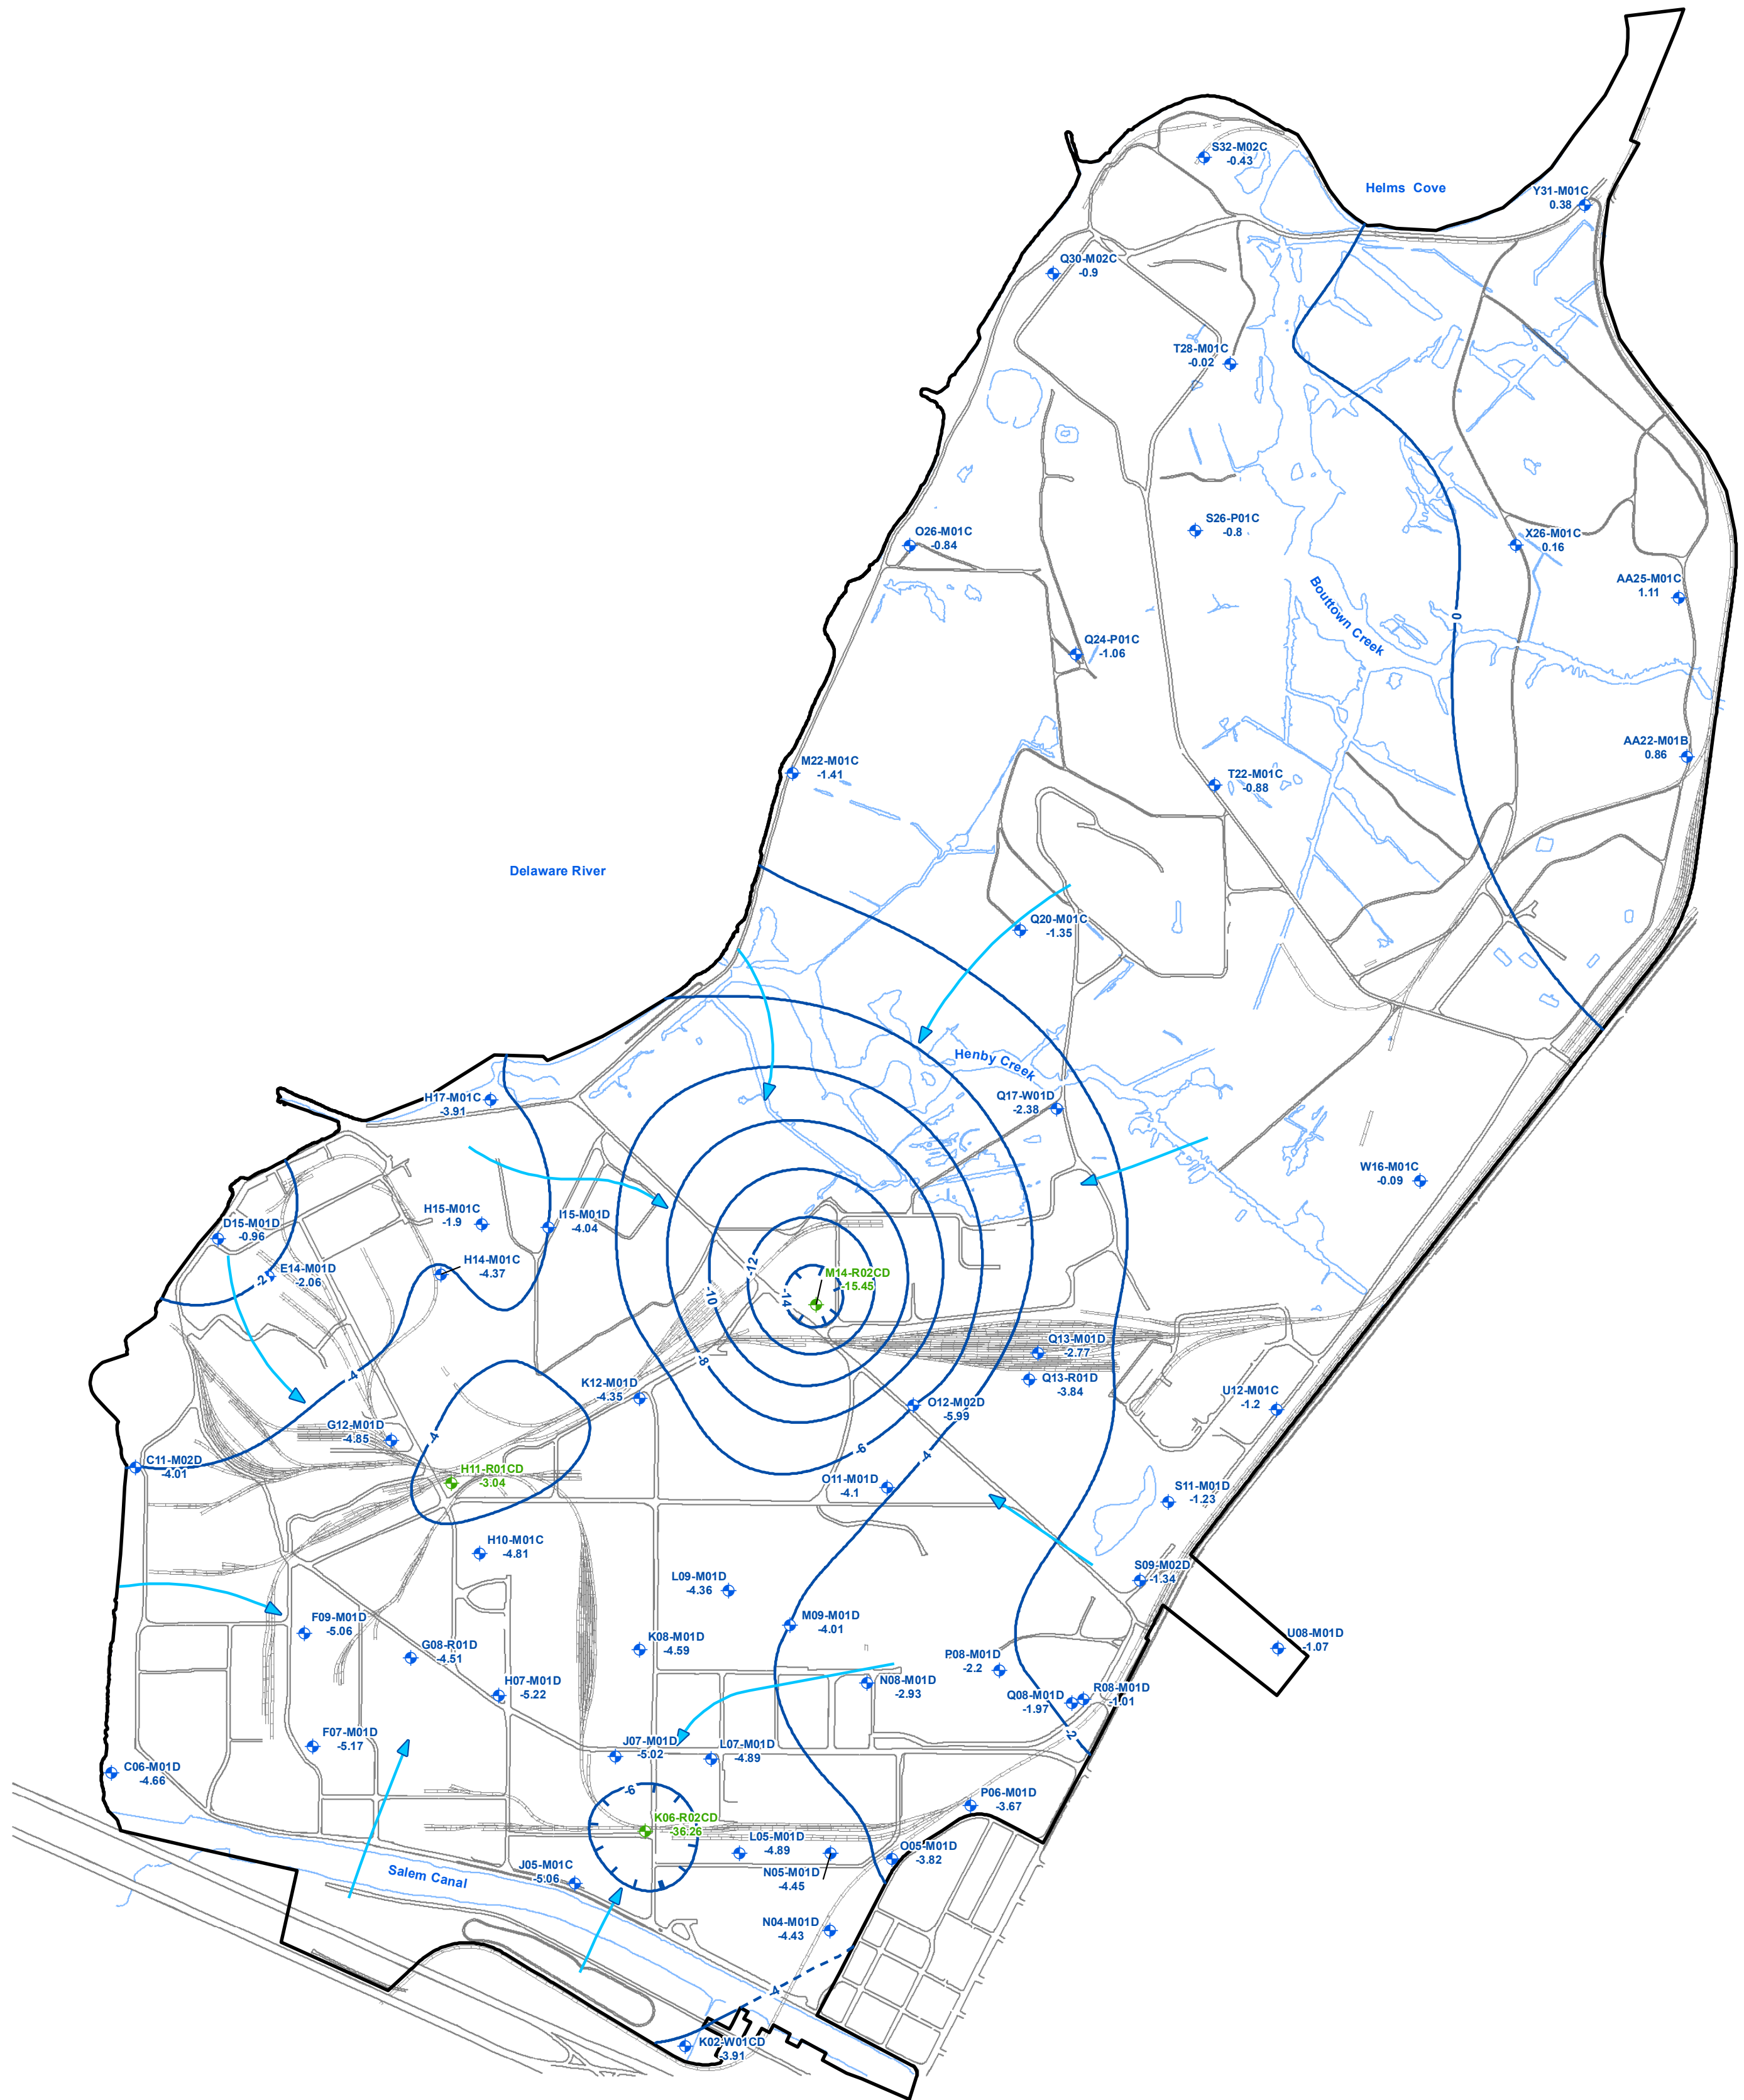 S32-M02C
-0.43
Helms Cove
Y31-M01C
0.38
Q30-M02C
-0.9
T28-M01C
-0.02
S26-P01C
-0.8
O26-M01C
-0.84
X26-M01C
0.16
AA25-M01C
1.11
Bouttown Creek
0
Q24-P01C
-1.06
AA22-M01B
0.86
M22-M01C
-1.41
T22-M01C
-0.88
Delaware River
Q20-M01C
-1.35
Henby Creek
H17-M01C
-3.91
Q17-W01D
-2.38
W16-M01C
-0.09
D15-M01D
-0.96
H15-M01C
-1.9
I15-M01D
-4.04
E14-M01D
-2.06
-2
H14-M01C
-4.37
-12
-10
-14
M14-R02CD
-15.45
-8
Q13-M01D
-2.77
Q13-R01D
-3.84
-4
K12-M01D
-4.35
U12-M01C
-1.2
O12-M02D
-5.99
G12-M01D
-4.85
-4
-6
-4
C11-M02D
-4.01
H11-R01CD
-3.04
O11-M01D
-4.1
S11-M01D
-1.23
H10-M01C
-4.81
L09-M01D
-4.36
S09-M02D
-1.34
F09-M01D
-5.06
M09-M01D
-4.01
G08-R01D
-4.51
K08-M01D
-4.59
P08-M01D
-2.2
U08-M01D
-1.07
H07-M01D
-5.22
N08-M01D
-2.93
Q08-M01D
-1.97
R08-M01D
-1.01
-2
F07-M01D
-5.17
J07-M01D
-5.02
L07-M01D
-4.89
C06-M01D
-4.66
-6
K06-R02CD
-36.26
P06-M01D
-3.67
L05-M01D
-4.89
N05-M01D
-4.45
O05-M01D
-3.82
J05-M01C
-5.06
Salem Canal
N04-M01D
-4.43
-4
K02-W01CD
-3.91